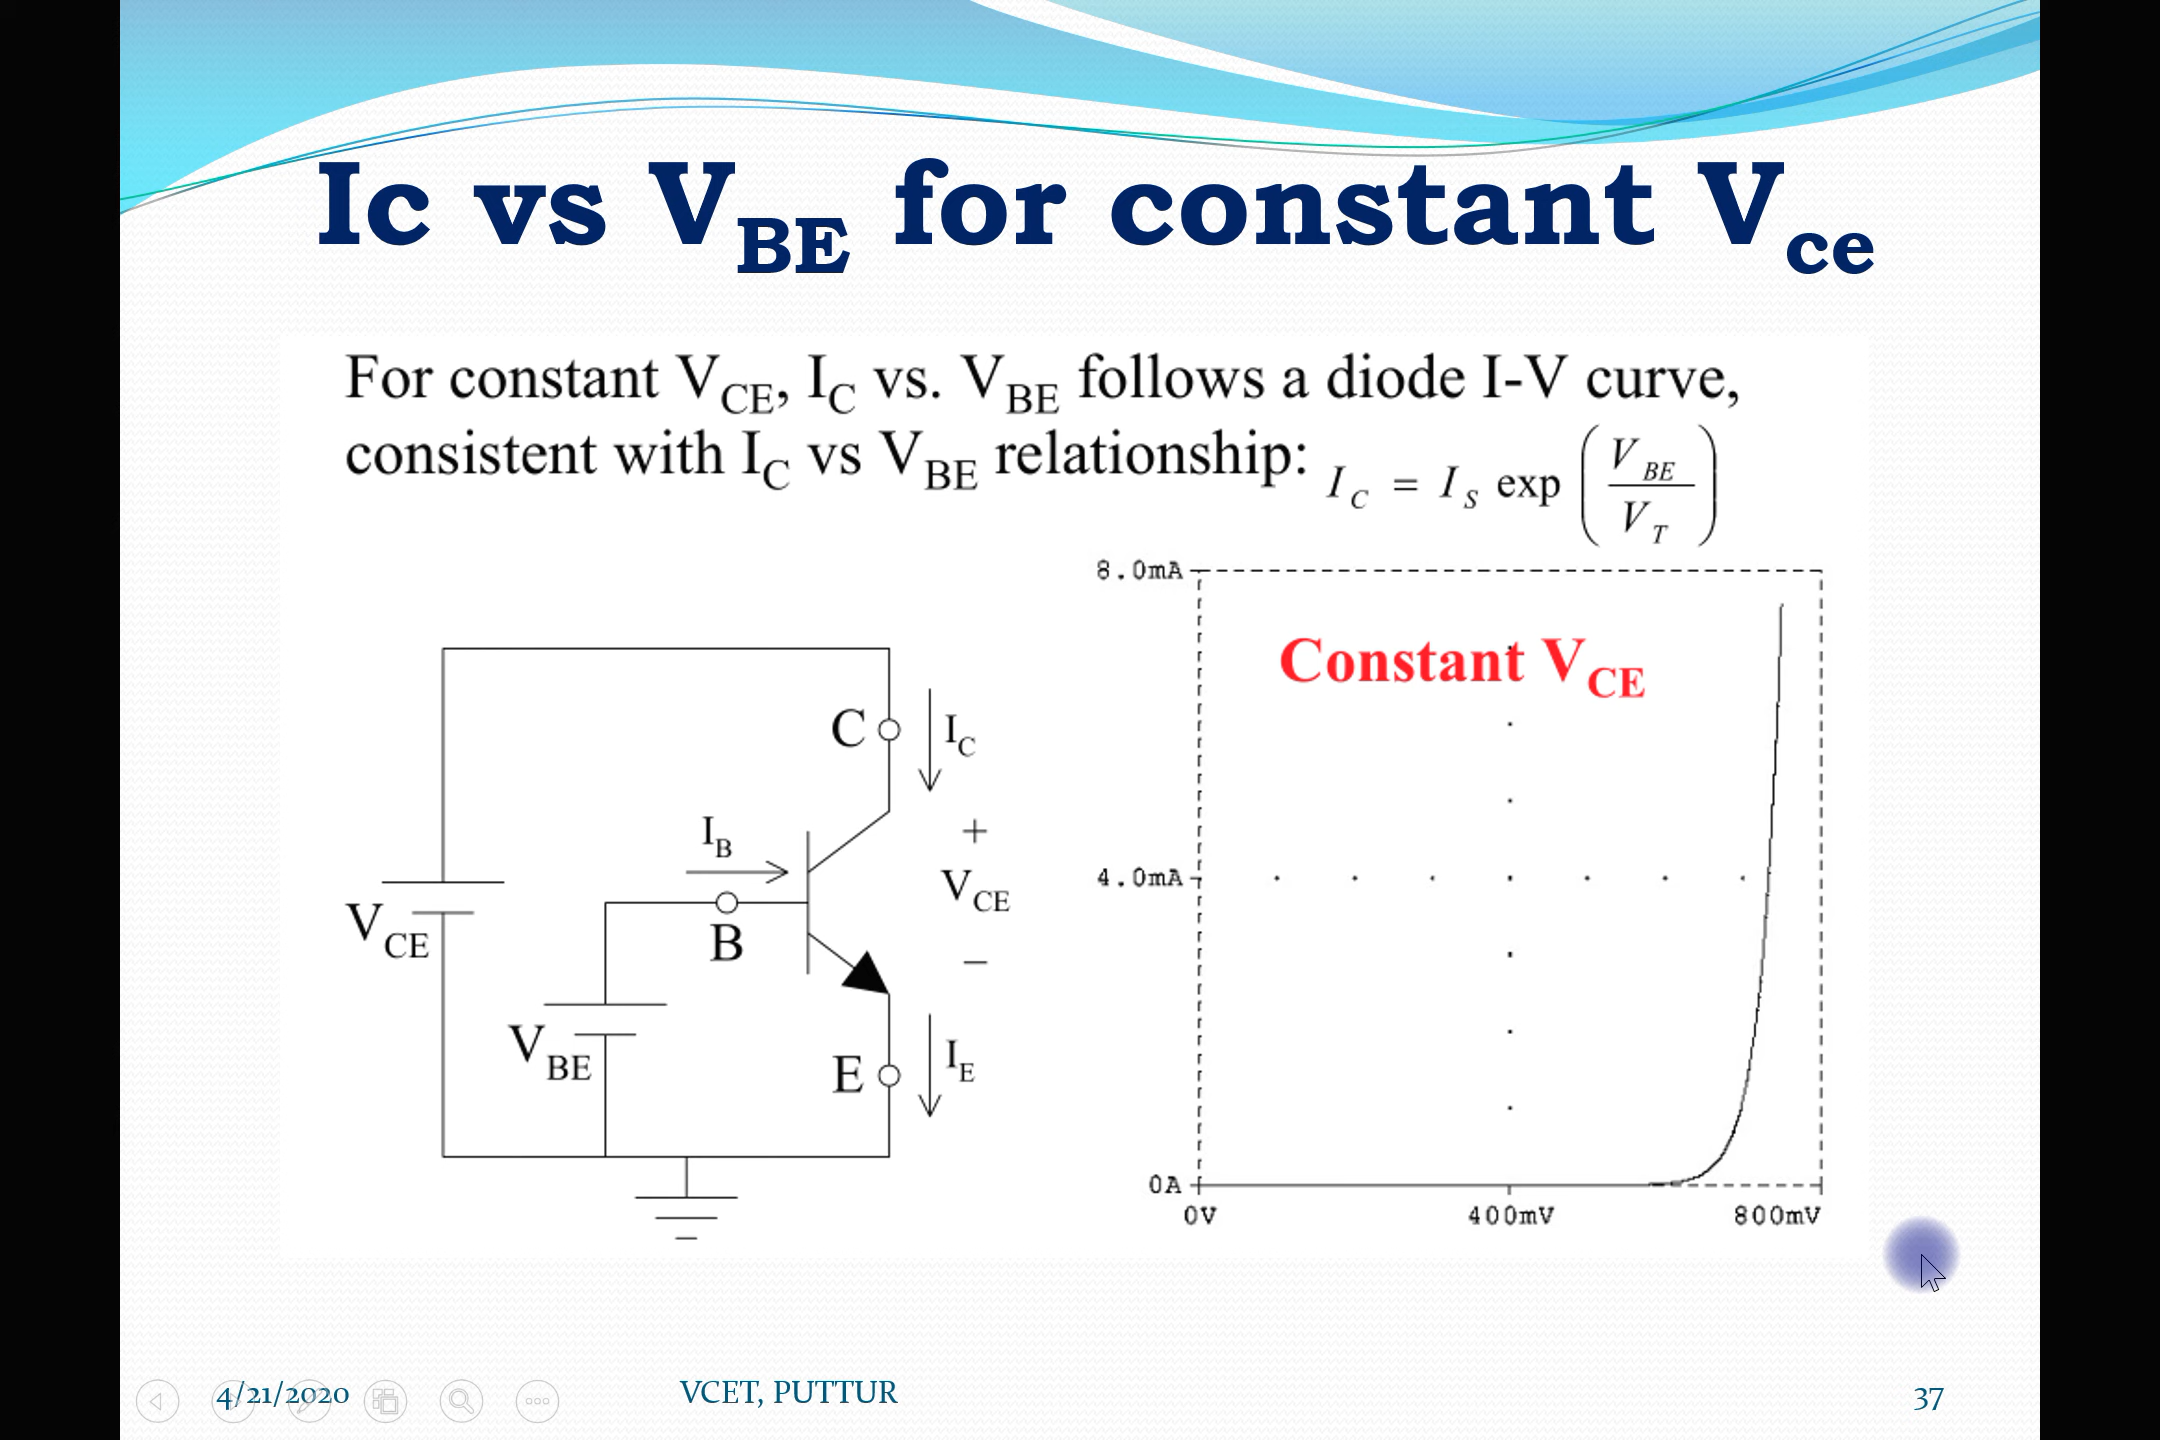 Ic vs VBE for constant Vce
For constant VCE, IC vs. VBE follows a diode I-V curve,
consistent with IC vs VBE relationship: IC = IS exp (VBE/VT)
8.0mA
Constant VCE
C
IC
IB
+
VCE
−
4.0mA
VCE
B
VBE
E
IE
0A
0V 400mV 800mV
4/21/2020 VCET, PUTTUR 37